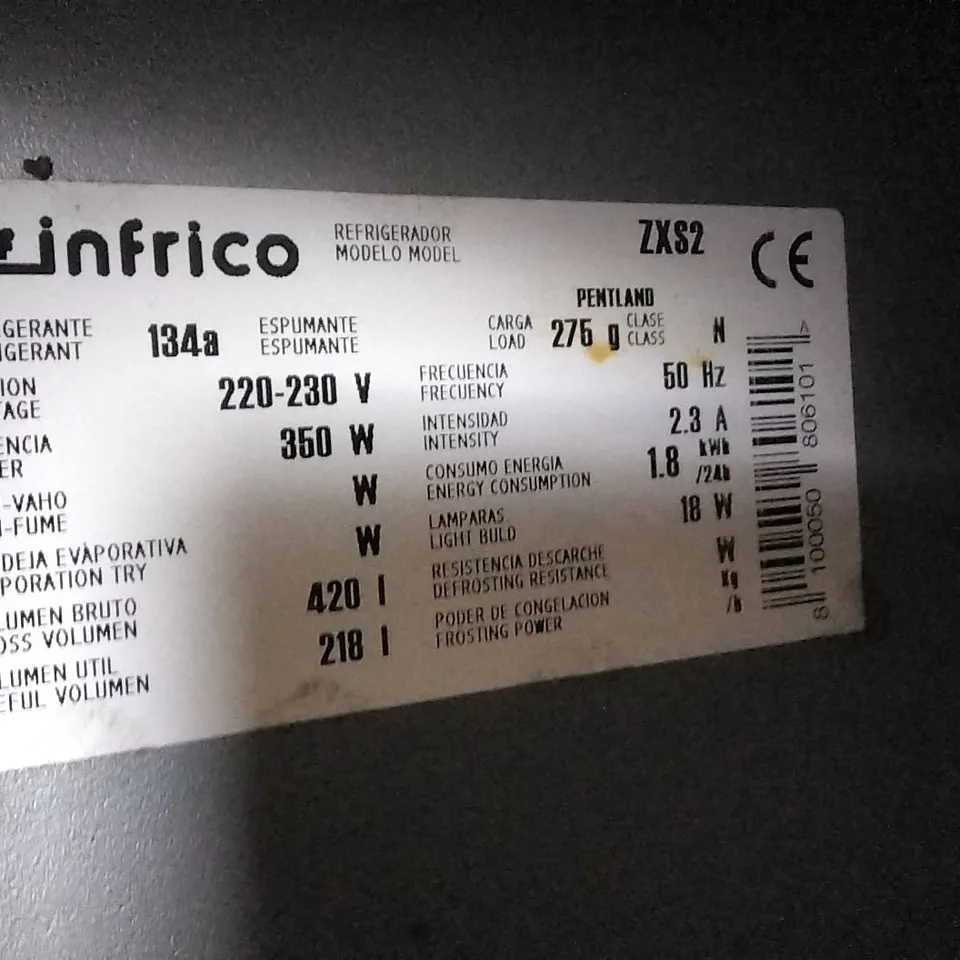 infrico
REFRIGERADOR
MODELO MODEL
ZXS2
CE
PENTLAND
GERANTE
GERANT
134a
ESPUMANTE
ESPUMANTE
CARGA
LOAD
275 g
CLASE
CLASS
N
ION
AGE
220-230 V
FRECUENCIA
FRECUENCY
50 Hz
ENCIA
ER
350 W
INTENSIDAD
INTENSITY
2.3 A
-VAHO
-FUME
W
CONSUMO ENERGIA
ENERGY CONSUMPTION
1.8 kWh
/24h
DEJA EVAPORATIVA
PORATION TRY
W
LAMPARAS
LIGHT BULD
18 W
LUMEN BRUTO
OSS VOLUMEN
420 l
RESISTENCIA DESCARCHE
DEFROSTING RESISTANCE
W
LUMEN UTIL
EFUL VOLUMEN
218 l
PODER DE CONGELACION
FROSTING POWER
Kg
/h
8 100050 806101 >